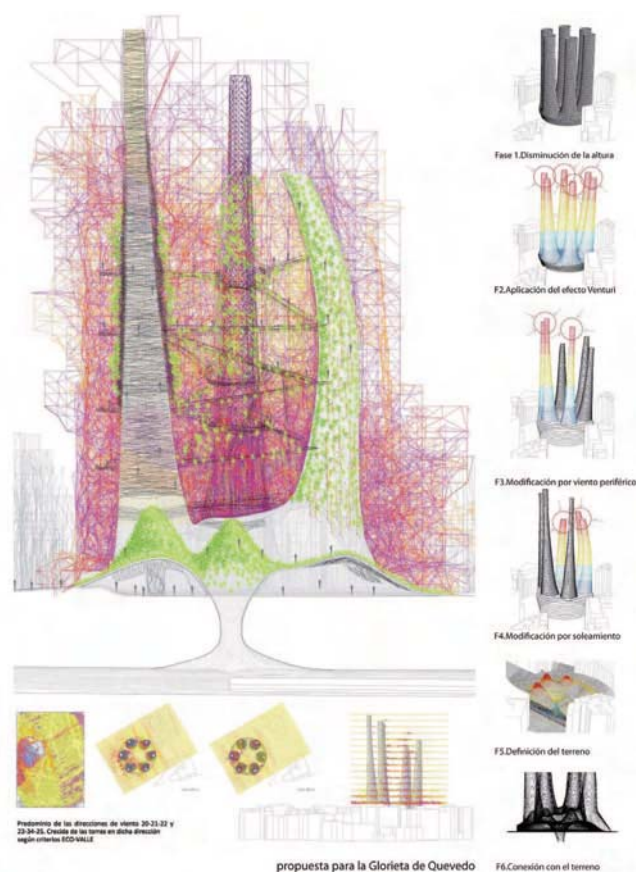 Fase 1.Disminución de la altura
F2.Aplicación del efecto Venturi
F3.Modificación por viento periférico
F4.Modificación por soleamiento
F5.Definición del terreno
Predominio de las direcciones de viento 20-21-22 y
23-24-25. Crecida de las torres en dicha dirección
según criterios ECO-VALLE
propuesta para la Glorieta de Quevedo
F6.Conexión con el terreno